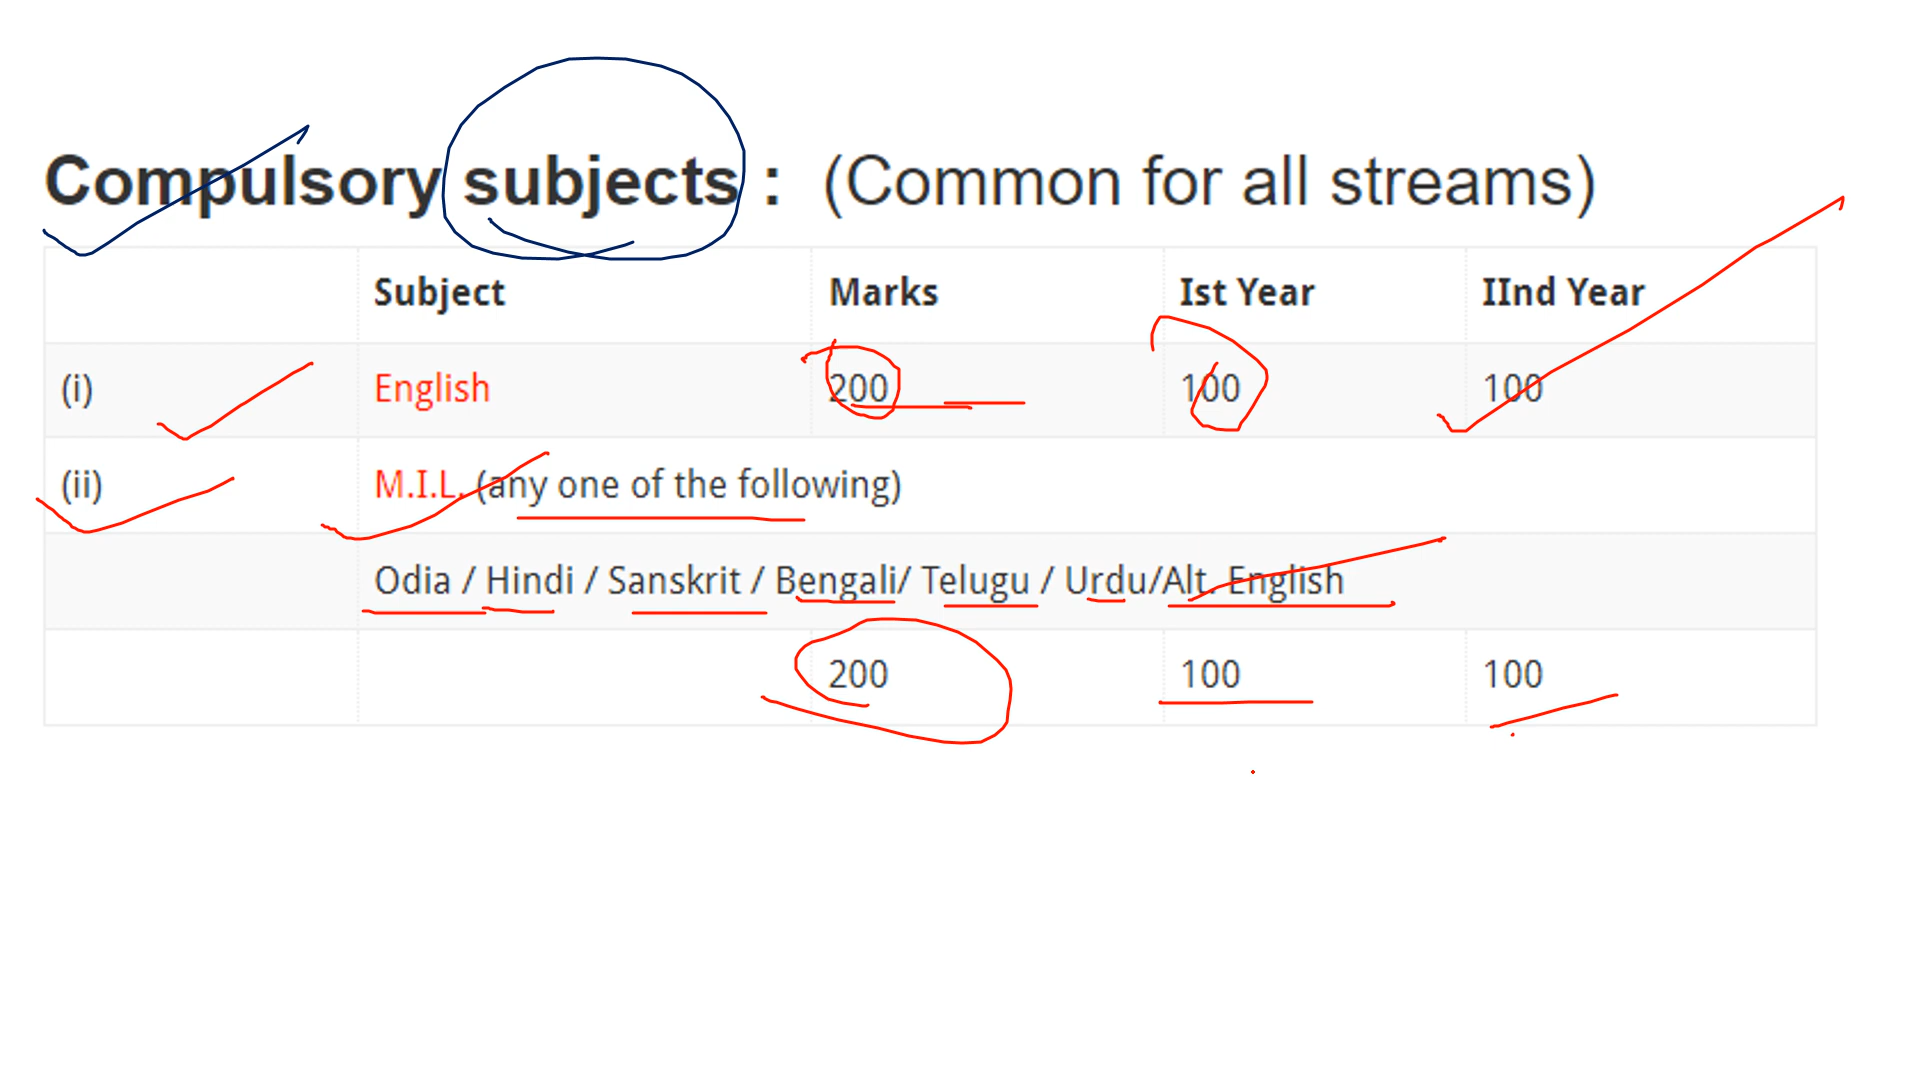 Compulsory subjects : (Common for all streams)
Subject Marks Ist Year IInd Year
(i) English 200 100 100
(ii) M.I.L. (any one of the following)
Odia / Hindi / Sanskrit / Bengali/ Telugu / Urdu/Alt. English
200 100 100